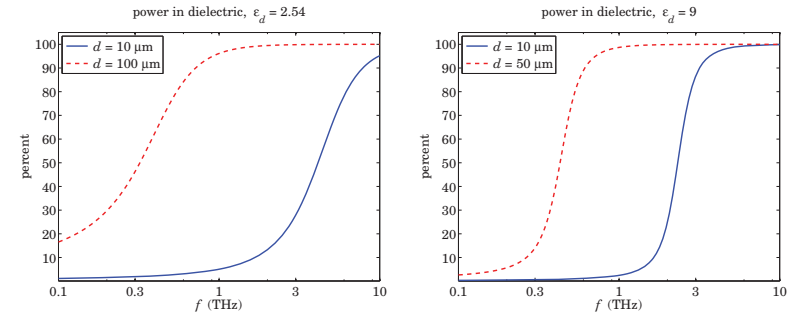 power in dielectric, ε_d = 2.54
d = 10 μm
d = 100 μm
percent
100
90
80
70
60
50
40
30
20
10
0.1 0.3 1 3 10
f (THz)
power in dielectric, ε_d = 9
d = 10 μm
d = 50 μm
percent
100
90
80
70
60
50
40
30
20
10
0.1 0.3 1 3 10
f (THz)